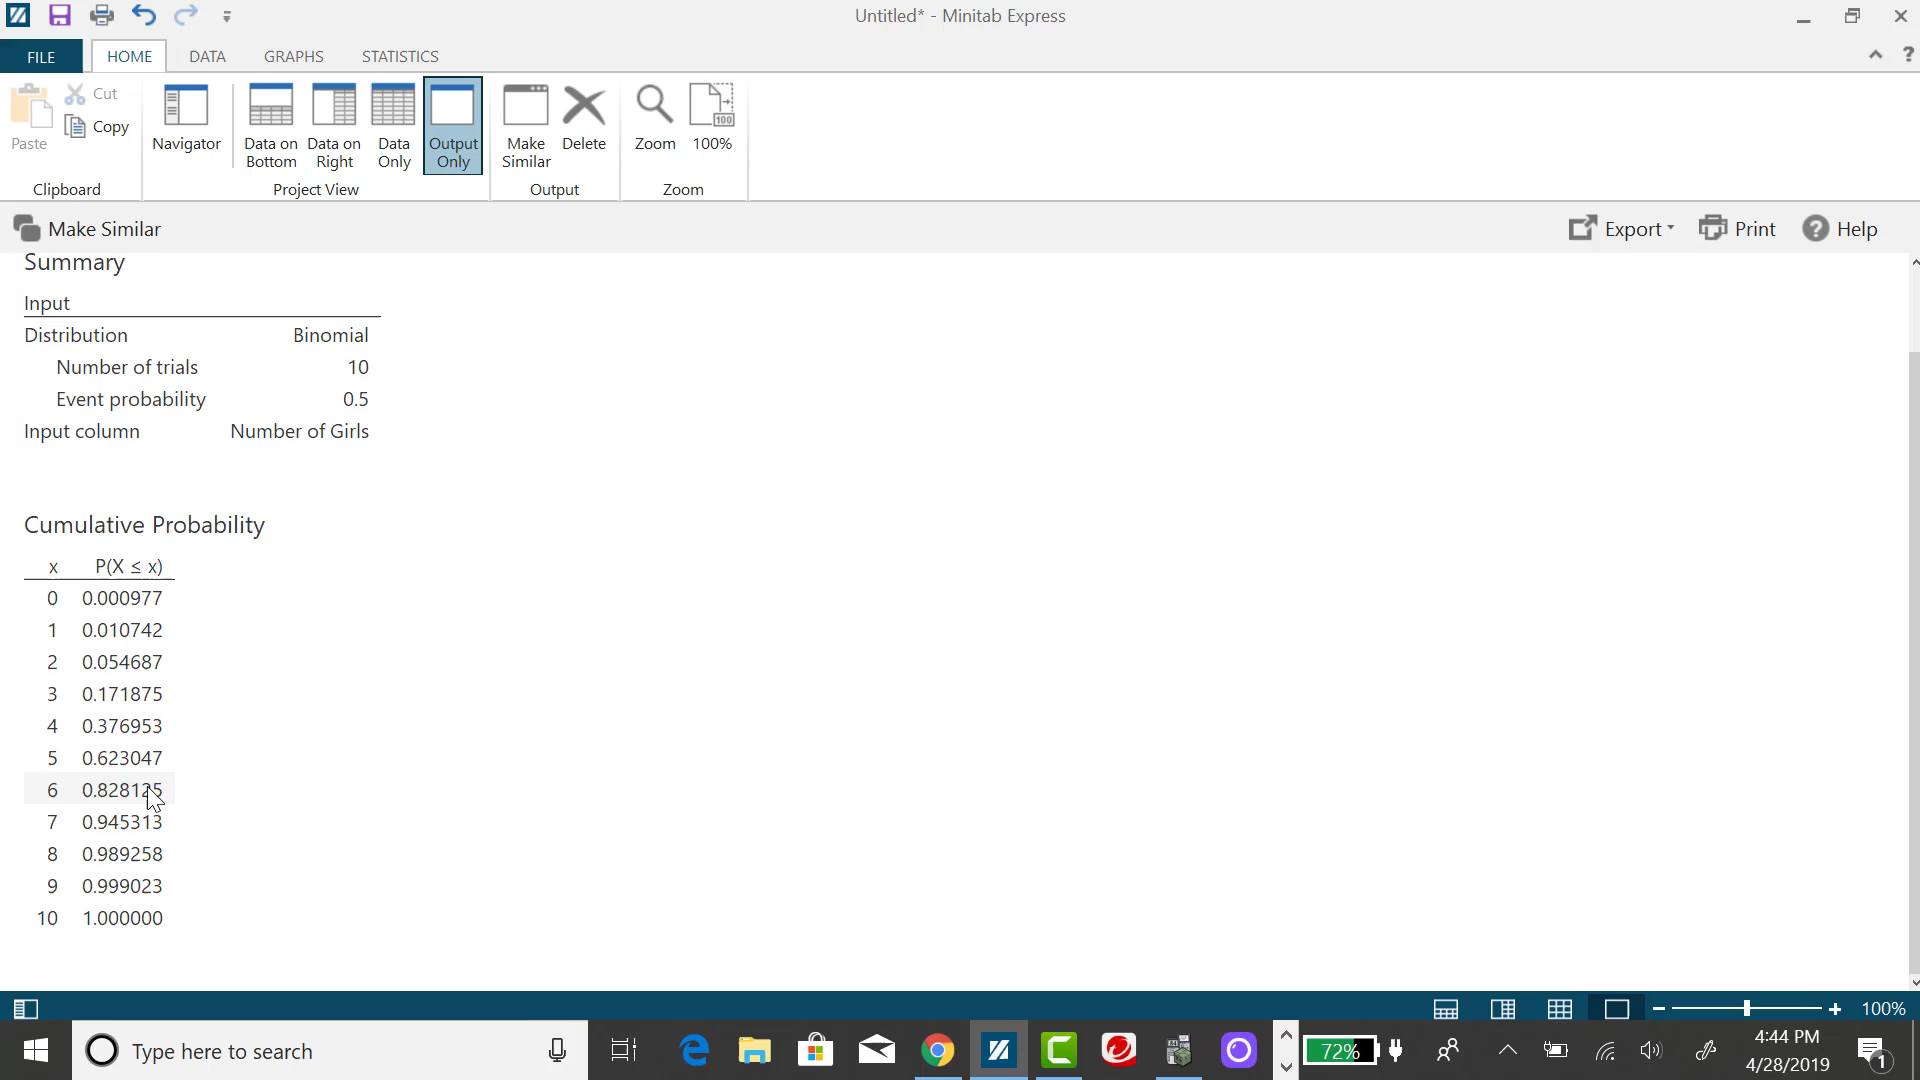 Untitled* - Minitab Express
FILE HOME DATA GRAPHS STATISTICS
Paste
Cut
Copy
Clipboard
Navigator
Data on Bottom
Data on Right
Data Only
Output Only
Project View
Make Similar
Delete
Output
Zoom
100
100%
Zoom
Make Similar
Export
Print
Help
Summary
Input
Distribution Binomial
Number of trials 10
Event probability 0.5
Input column Number of Girls
Cumulative Probability
x P(X ≤ x)
0 0.000977
1 0.010742
2 0.054687
3 0.171875
4 0.376953
5 0.623047
6 0.828125
7 0.945313
8 0.989258
9 0.999023
10 1.000000
100%
Type here to search
72%
4:44 PM
4/28/2019
1